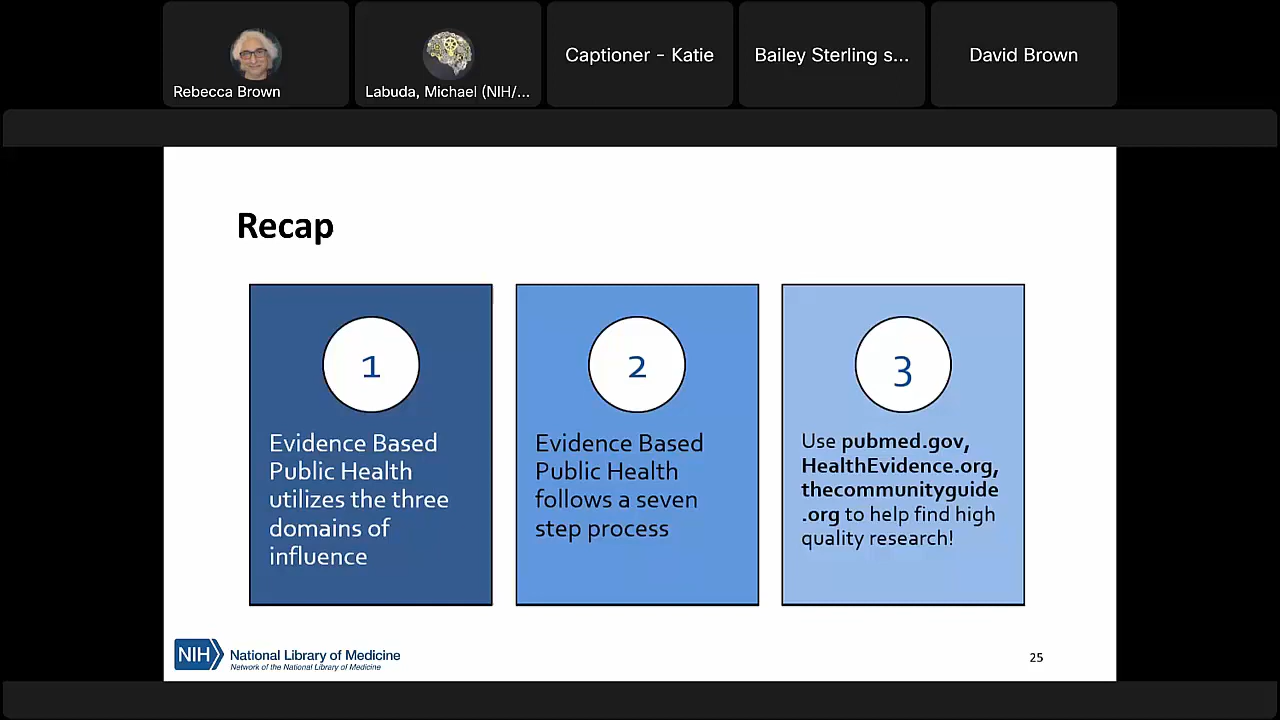 Rebecca Brown
Labuda, Michael (NIH/...
Captioner - Katie
Bailey Sterling s...
David Brown
Recap
1
Evidence Based
Public Health
utilizes the three
domains of
influence
2
Evidence Based
Public Health
follows a seven
step process
3
Use pubmed.gov,
HealthEvidence.org,
thecommunityguide
.org to help find high
quality research!
NIH
National Library of Medicine
Network of the National Library of Medicine
25